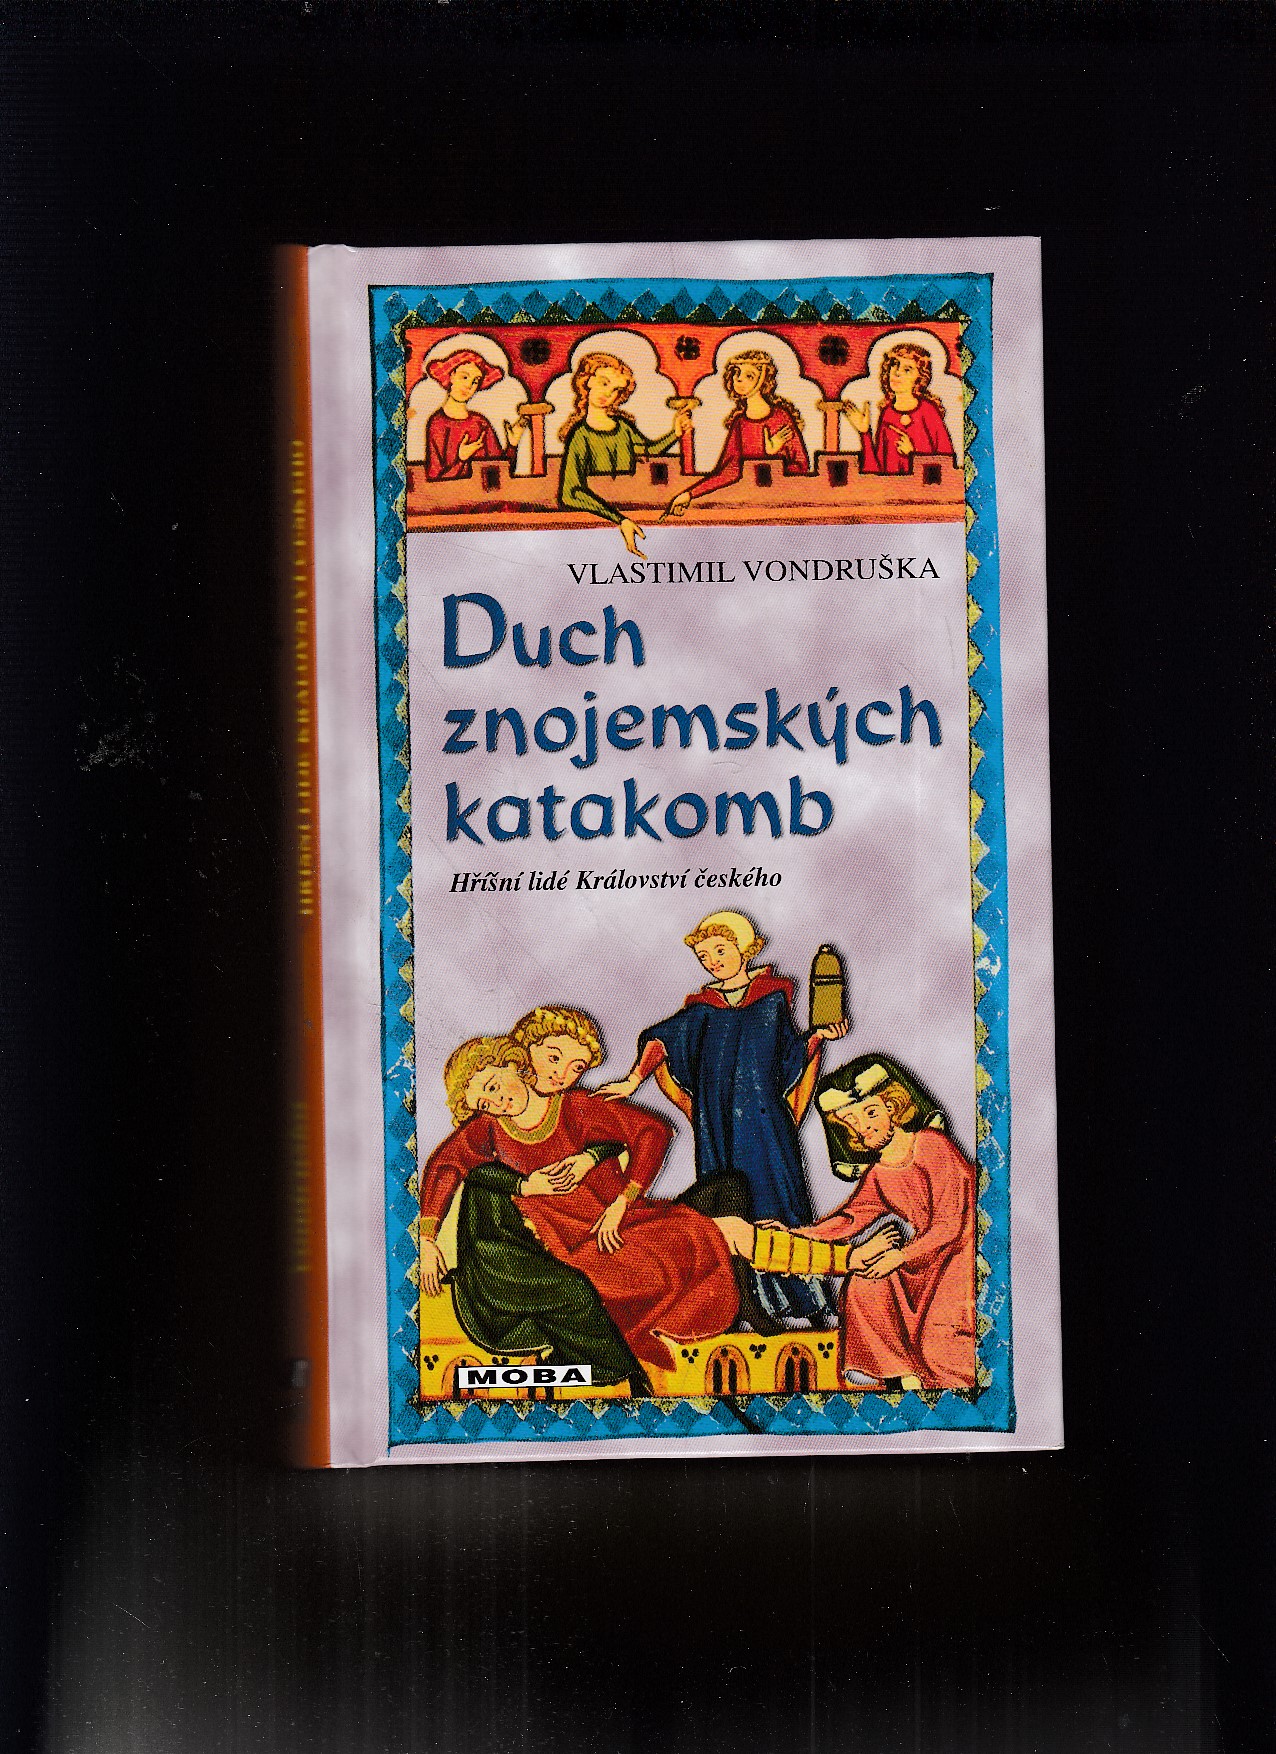 VLASTIMIL VONDRUŠKA
Duch
znojemských
katakomb
Hříšní lidé Království českého
MOBA